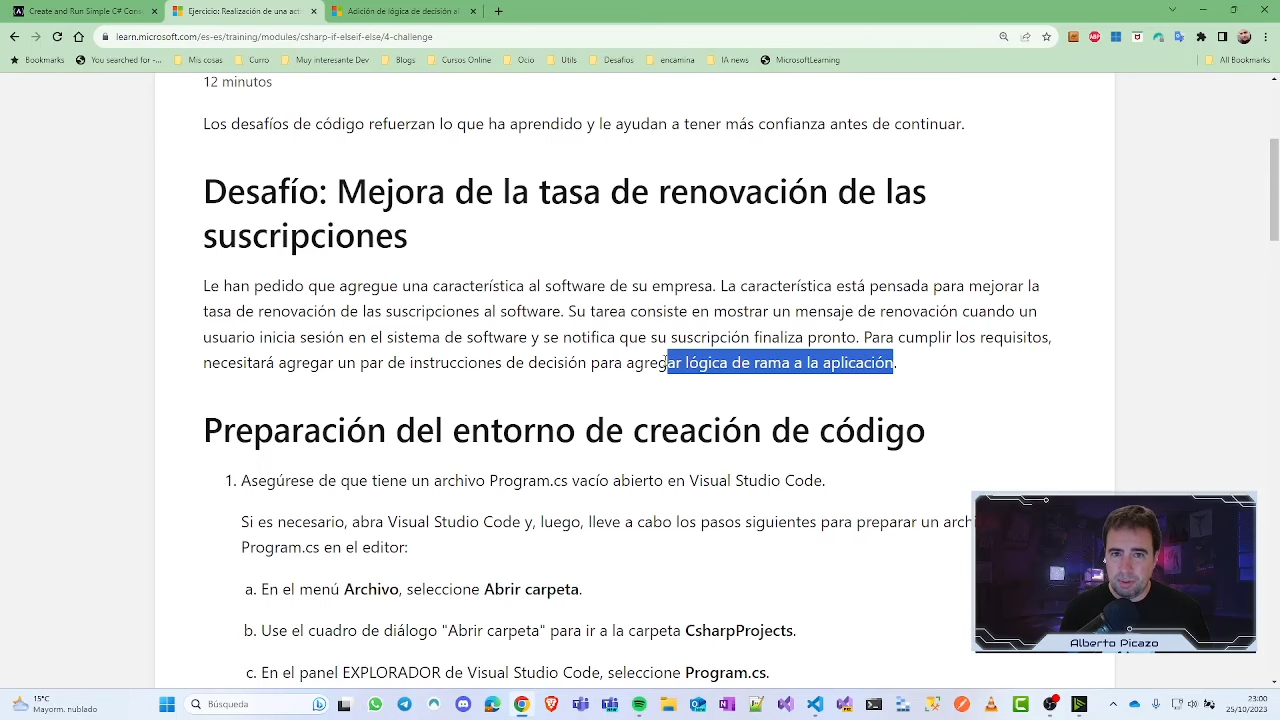 Create and Run Simple C# Cons
Ejercicio: Realización de una act
Adición de lógica de decisión al
learn.microsoft.com/es-es/training/modules/csharp-if-elseif-else/4-challenge
Bookmarks
You searched for -...
Mis cosas
Curro
Muy interesante Dev
Blogs
Cursos Online
Ocio
Utils
Desafios
encamina
IA news
MicrosoftLearning
All Bookmarks
12 minutos
Los desafíos de código refuerzan lo que ha aprendido y le ayudan a tener más confianza antes de continuar.
Desafío: Mejora de la tasa de renovación de las
suscripciones
Le han pedido que agregue una característica al software de su empresa. La característica está pensada para mejorar la
tasa de renovación de las suscripciones al software. Su tarea consiste en mostrar un mensaje de renovación cuando un
usuario inicia sesión en el sistema de software y se notifica que su suscripción finaliza pronto. Para cumplir los requisitos,
necesitará agregar un par de instrucciones de decisión para agregar lógica de rama a la aplicación.
Preparación del entorno de creación de código
1. Asegúrese de que tiene un archivo Program.cs vacío abierto en Visual Studio Code.
Si es necesario, abra Visual Studio Code y, luego, lleve a cabo los pasos siguientes para preparar un archi
Program.cs en el editor:
a. En el menú Archivo, seleccione Abrir carpeta.
b. Use el cuadro de diálogo "Abrir carpeta" para ir a la carpeta CsharpProjects.
c. En el panel EXPLORADOR de Visual Studio Code, seleccione Program.cs.
Alberto Picazo
15°C
Mayorm. nublado
Búsqueda
23:00
25/10/2023